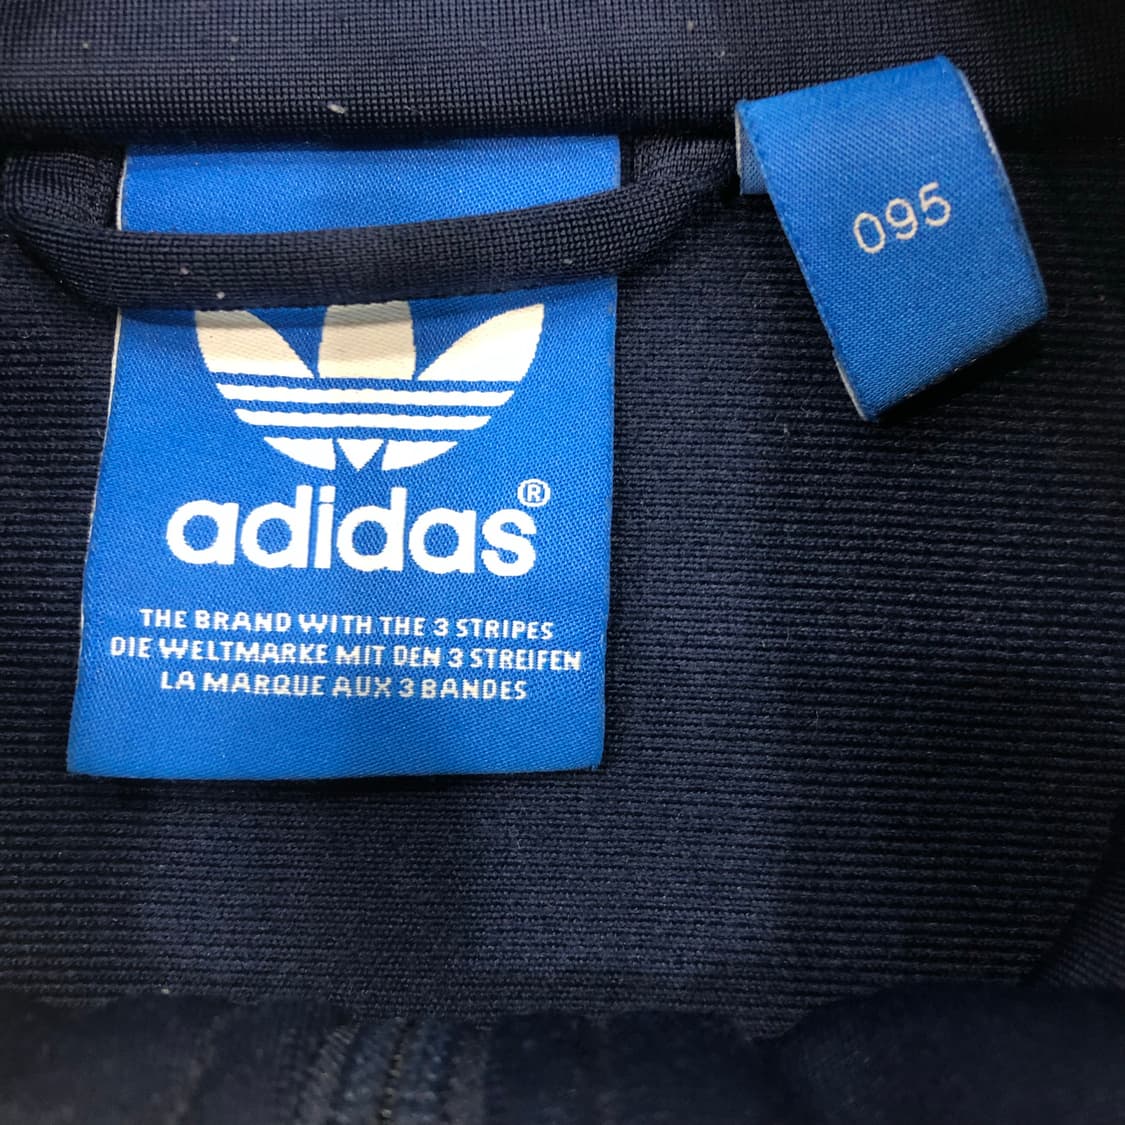 095
adidas®
THE BRAND WITH THE 3 STRIPES
DIE WELTMARKE MIT DEN 3 STREIFEN
LA MARQUE AUX 3 BANDES